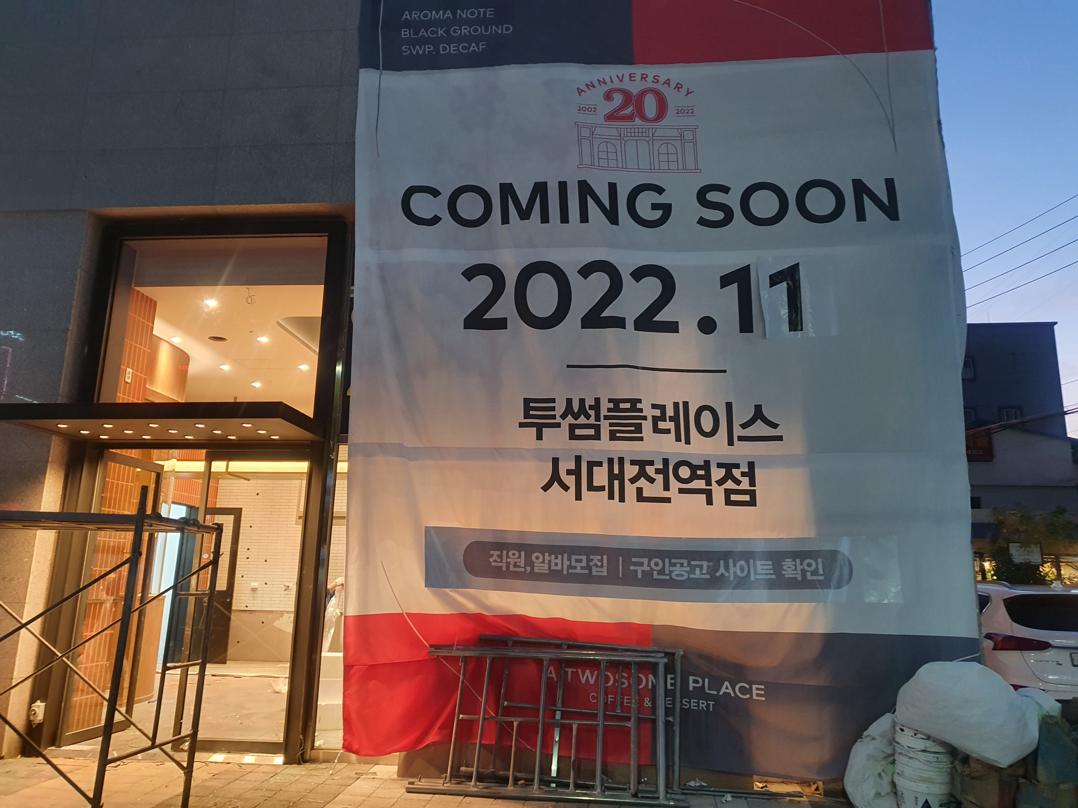 AROMA NOTE
BLACK GROUND
SWP. DECAF
ANNIVERSARY
2002 20 2022
COMING SOON
2022.11
투썸플레이스
서대전역점
직원,알바모집 | 구인공고 사이트 확인
A TWOSOME PLACE
COFFEE & DESSERT